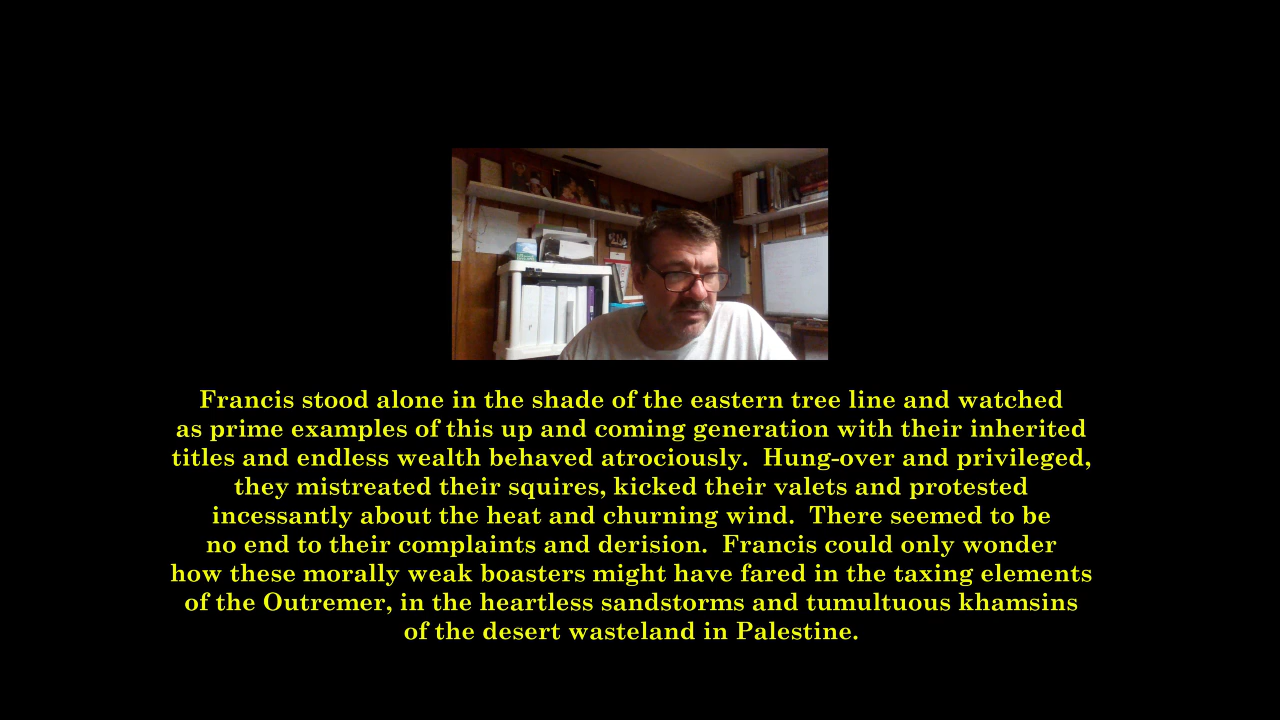 Francis stood alone in the shade of the eastern tree line and watched
as prime examples of this up and coming generation with their inherited
titles and endless wealth behaved atrociously.  Hung-over and privileged,
they mistreated their squires, kicked their valets and protested
incessantly about the heat and churning wind.  There seemed to be
no end to their complaints and derision.  Francis could only wonder
how these morally weak boasters might have fared in the taxing elements
of the Outremer, in the heartless sandstorms and tumultuous khamsins
of the desert wasteland in Palestine.